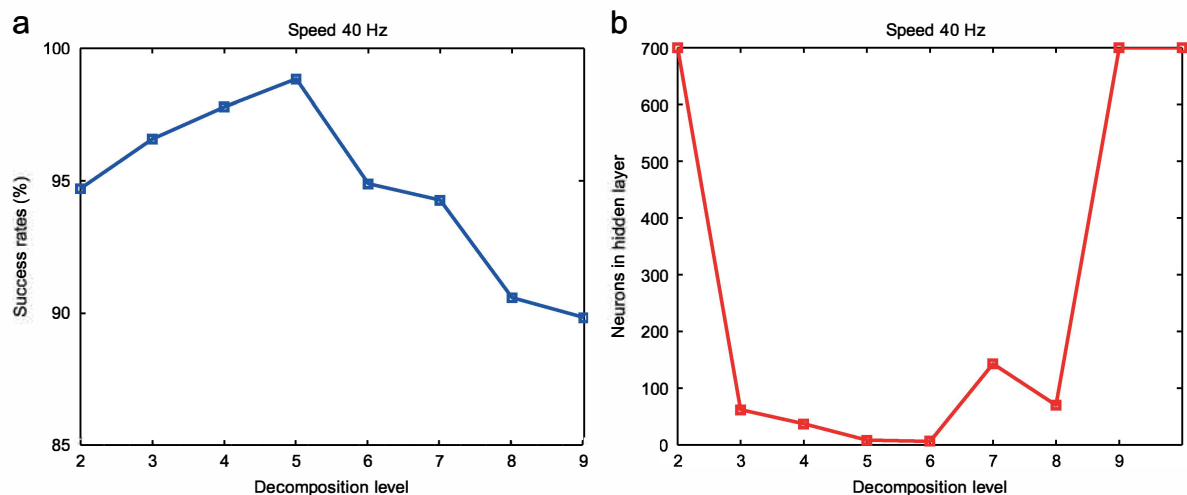 a
Speed 40 Hz
100
95
90
85
Success rates (%)
2 3 4 5 6 7 8 9
Decomposition level
b
Speed 40 Hz
700
600
500
400
300
200
100
0
Neurons in hidden layer
2 3 4 5 6 7 8 9
Decomposition level